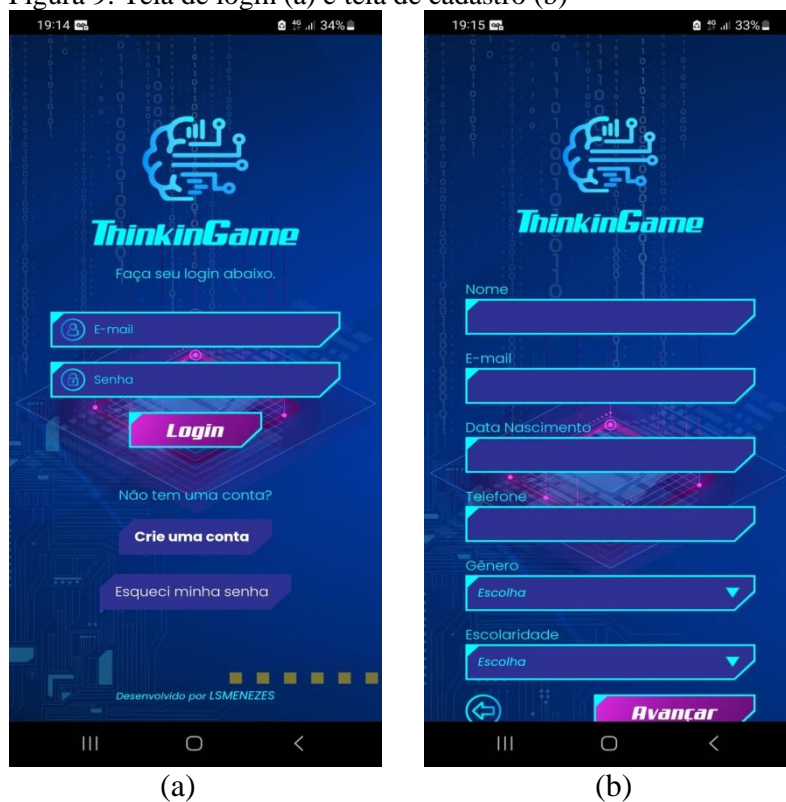 Figura 9: Tela de login (a) e tela de cadastro (b)
19:14
4G 34%
ThinkinGame
Faça seu login abaixo.
E-mail
Senha
Login
Não tem uma conta?
Crie uma conta
Esqueci minha senha
Desenvolvido por LSMENEZES
(a)
19:15
4G 33%
ThinkinGame
Nome
E-mail
Data Nascimento
Telefone
Gênero
Escolha
Escolaridade
Escolha
Avançar
(b)